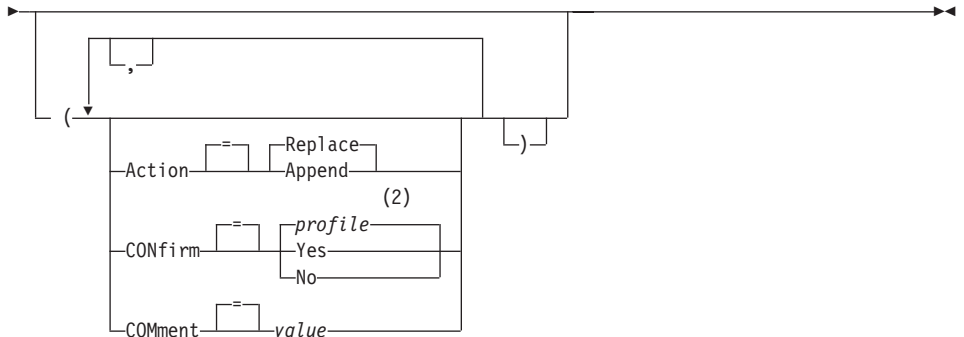 ,
(
)
=
Replace
Action
Append
(2)
=
profile
CONfirm
Yes
No
=
COMment
value